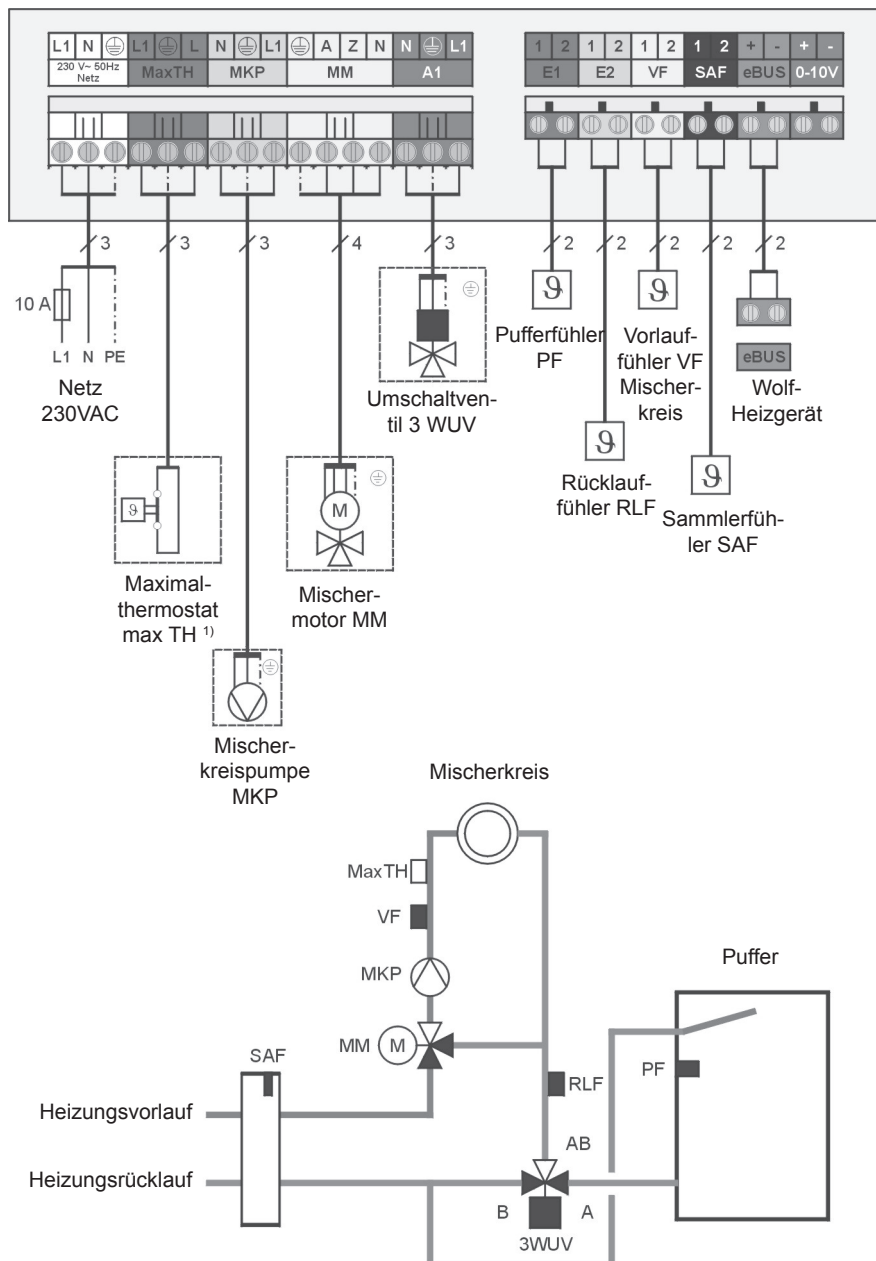 L1 N L1 L N L1 A Z N N L1
230 V~ 50Hz
Netz
MaxTH MKP MM A1
1 2 1 2 1 2 1 2 + - + -
E1 E2 VF SAF eBUS 0-10V
3 3 3 4 3 2 2 2 2 2
10 A
L1 N PE
Netz
230VAC
ϑ
Maximal-
thermostat
max TH 1)
Mischer-
kreispumpe
MKP
M
Mischer-
motor MM
Umschaltven-
til 3 WUV
ϑ
Pufferfühler
PF
ϑ
Rücklauf-
fühler RLF
ϑ
Vorlauf-
fühler VF
Mischer-
kreis
ϑ
Sammlerfüh-
ler SAF
eBUS
Wolf-
Heizgerät
Mischerkreis
MaxTH
VF
MKP
MM M
SAF
RLF
Puffer
PF
Heizungsvorlauf
Heizungsrücklauf
AB
B A
3WUV